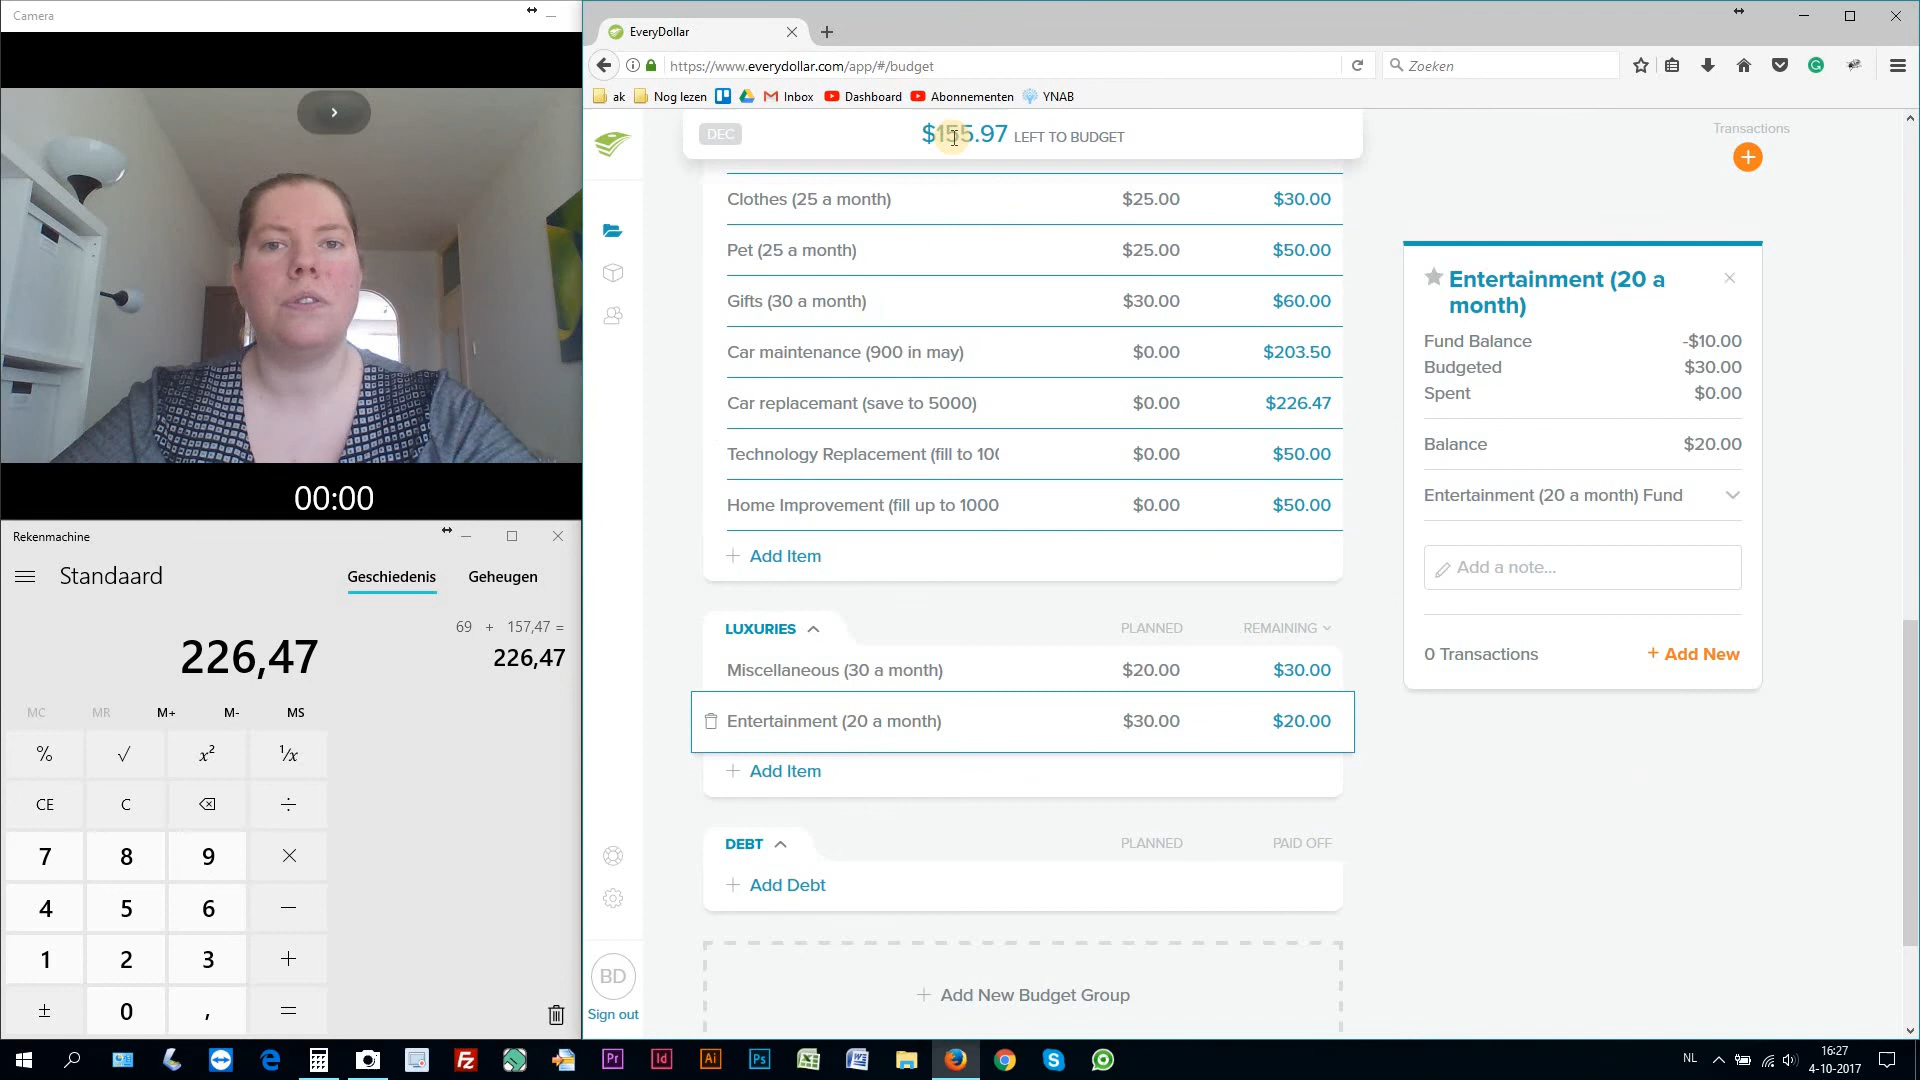 Camera
00:00
Rekenmachine
Standaard
Geschiedenis
Geheugen
69 + 157,47 =
226,47
226,47
MC MR M+ M- MS
% √ x² ¹/x
CE C ÷
7 8 9 ×
4 5 6 −
1 2 3 +
± 0 , =
EveryDollar
https://www.everydollar.com/app/#/budget
Zoeken
ak
Nog lezen
Inbox
Dashboard
Abonnementen
YNAB
DEC
$155.97 LEFT TO BUDGET
Transactions
Clothes (25 a month) $25.00 $30.00
Pet (25 a month) $25.00 $50.00
Gifts (30 a month) $30.00 $60.00
Car maintenance (900 in may) $0.00 $203.50
Car replacemant (save to 5000) $0.00 $226.47
Technology Replacement (fill to 100 $0.00 $50.00
Home Improvement (fill up to 1000 $0.00 $50.00
+ Add Item
LUXURIES PLANNED REMAINING
Miscellaneous (30 a month) $20.00 $30.00
Entertainment (20 a month) $30.00 $20.00
+ Add Item
DEBT PLANNED PAID OFF
+ Add Debt
+ Add New Budget Group
BD
Sign out
Entertainment (20 a
month)
Fund Balance -$10.00
Budgeted $30.00
Spent $0.00
Balance $20.00
Entertainment (20 a month) Fund
Add a note...
0 Transactions + Add New
Pr
Id
Ai
Ps
NL
16:27
4-10-2017